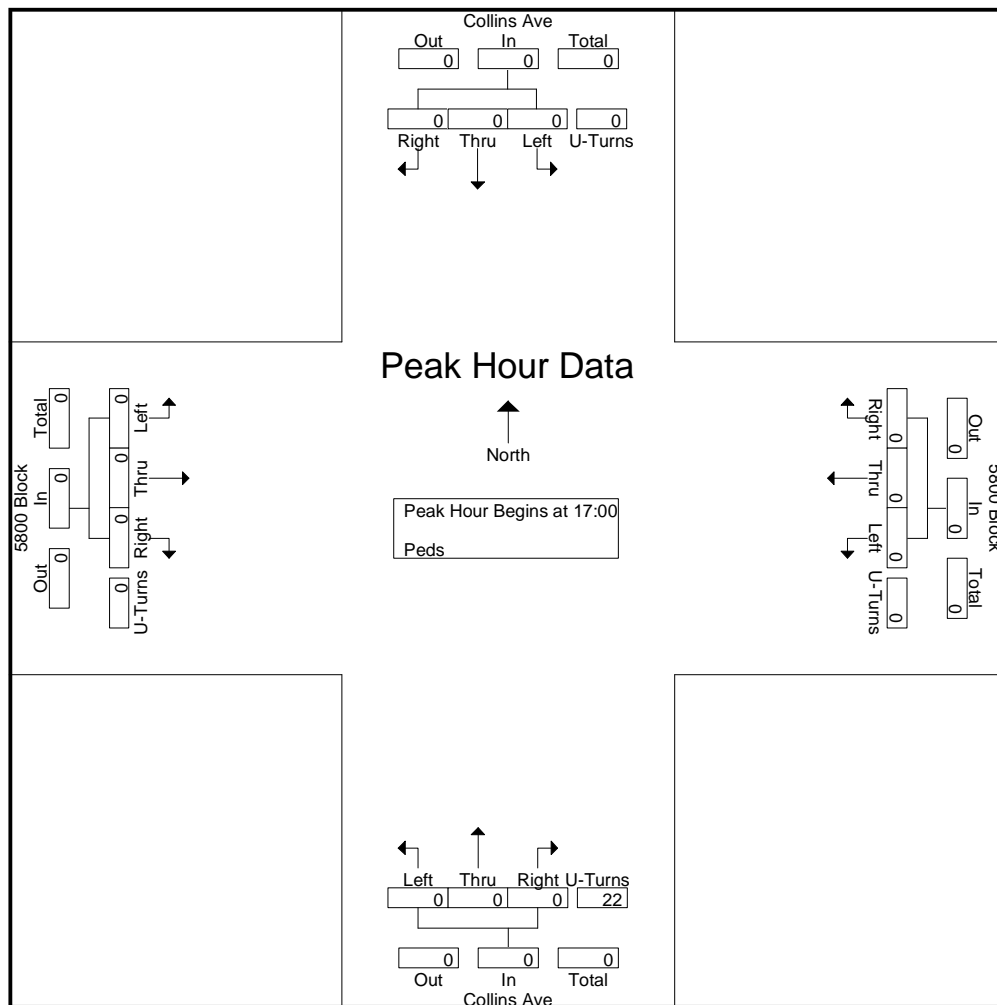 Collins Ave
Out In Total
0 0 0
0 0 0 0
Right Thru Left U-Turns
Peak Hour Data
North
Peak Hour Begins at 17:00
Peds
5800 Block
Total In Out
0 0 0
0 0 0 0
Left Thru Right U-Turns
Right Thru Left U-Turns
0 0 0 0
0 0 0
Out In Total
5800 Block
Left Thru Right U-Turns
0 0 0 22
0 0 0
Out In Total
Collins Ave